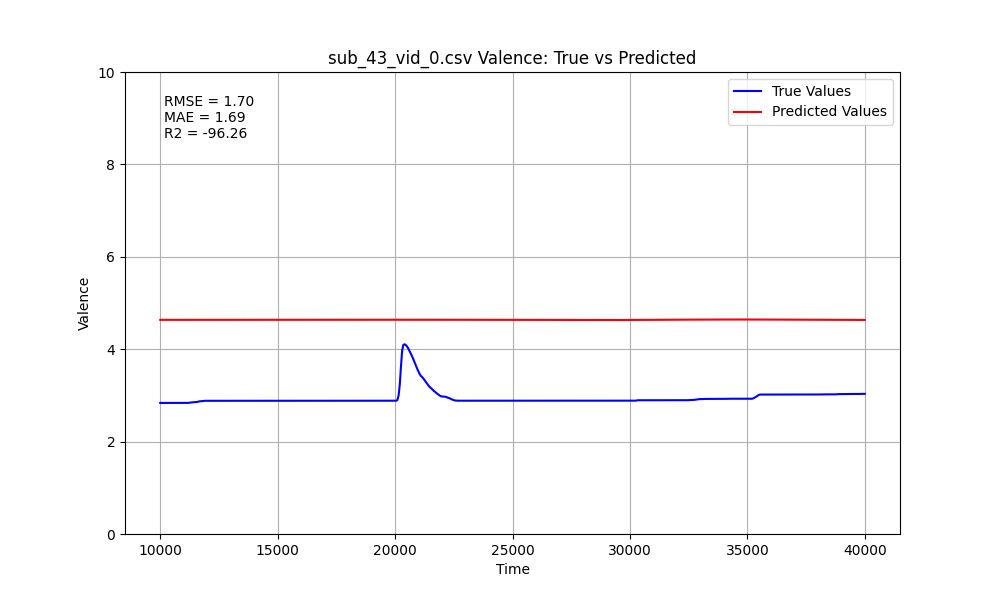 sub_43_vid_0.csv Valence: True vs Predicted
RMSE = 1.70
MAE = 1.69
R2 = -96.26
True Values
Predicted Values
10
8
6
4
2
0
Valence
10000 15000 20000 25000 30000 35000 40000
Time